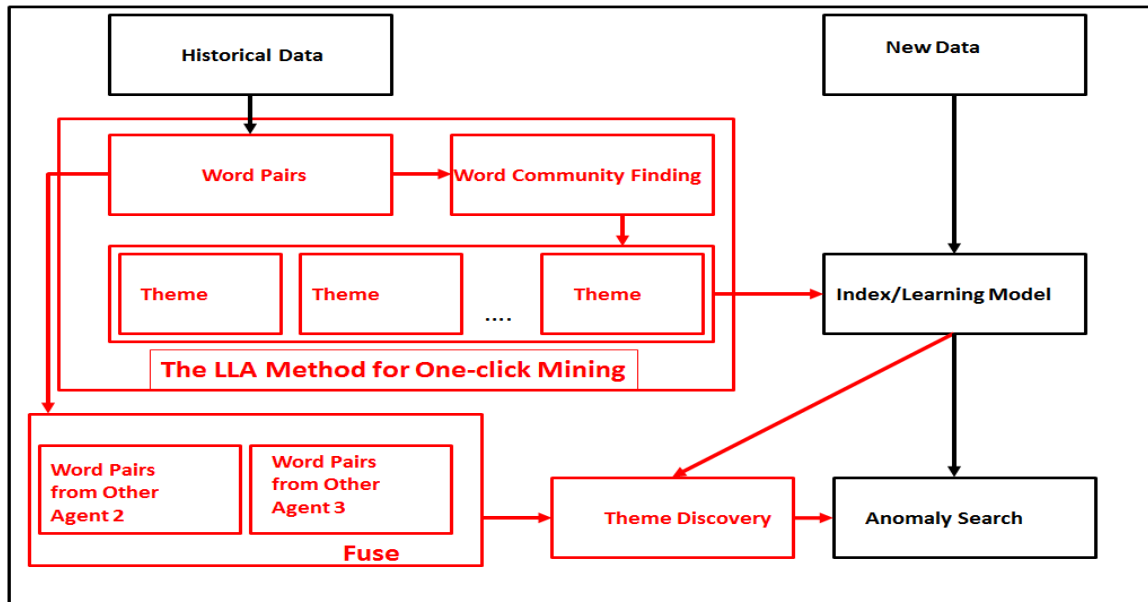 Historical Data
New Data
Word Pairs
Word Community Finding
Theme
Theme
....
Theme
Index/Learning Model
The LLA Method for One-click Mining
Word Pairs
from Other
Agent 2
Word Pairs
from Other
Agent 3
Fuse
Theme Discovery
Anomaly Search